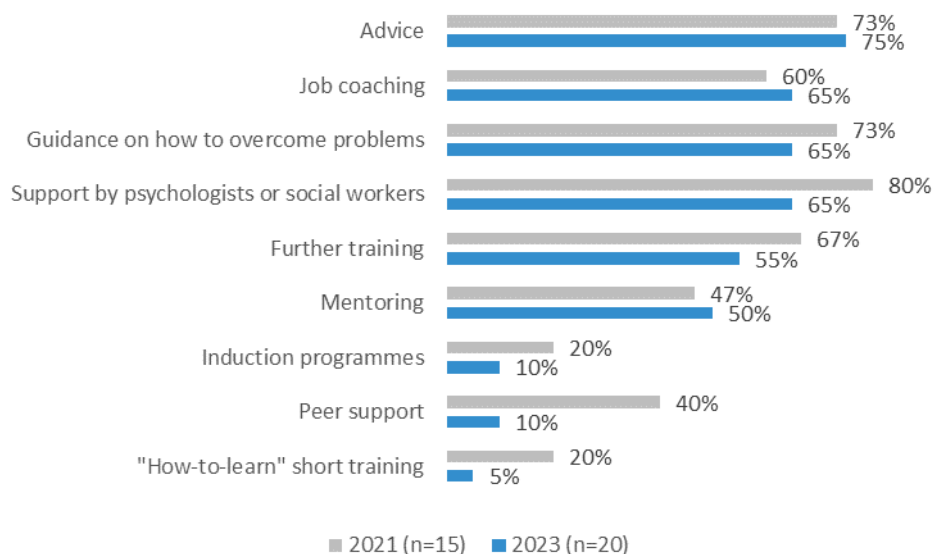 Advice
73%
75%
Job coaching
60%
65%
Guidance on how to overcome problems
73%
65%
Support by psychologists or social workers
80%
65%
Further training
67%
55%
Mentoring
47%
50%
Induction programmes
20%
10%
Peer support
40%
10%
"How-to-learn" short training
20%
5%
2021 (n=15) 2023 (n=20)